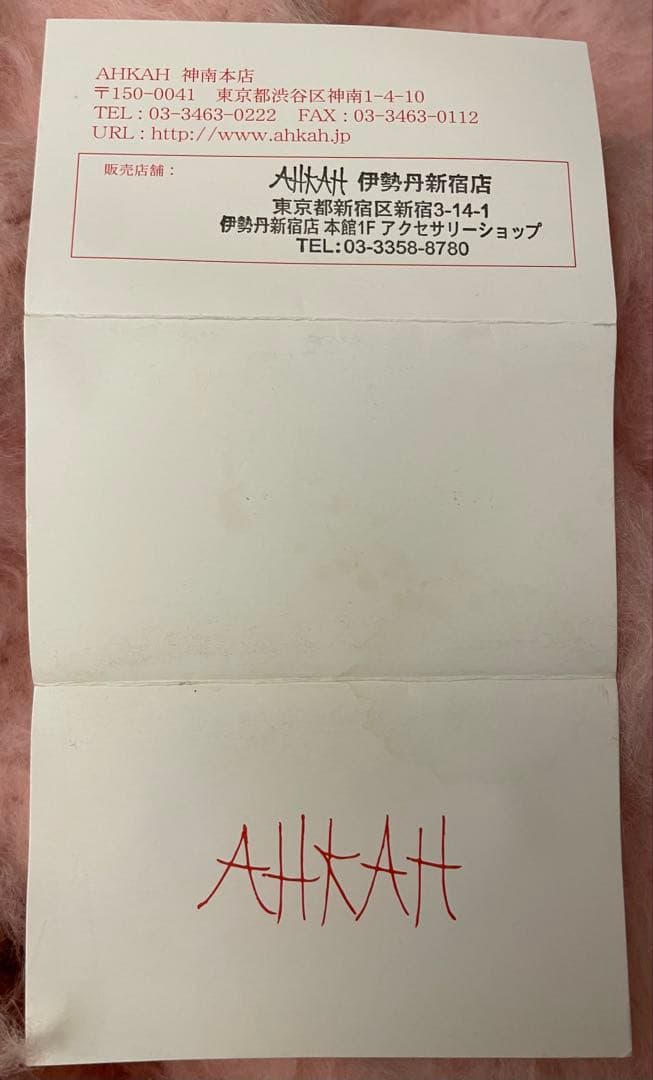 AHKAH 神南本店
〒150-0041 東京都渋谷区神南1-4-10
TEL : 03-3463-0222 FAX : 03-3463-0112
URL : http://www.ahkah.jp
販売店舗:
AHKAH 伊勢丹新宿店
東京都新宿区新宿3-14-1
伊勢丹新宿店 本館1F アクセサリーショップ
TEL:03-3358-8780
AHKAH